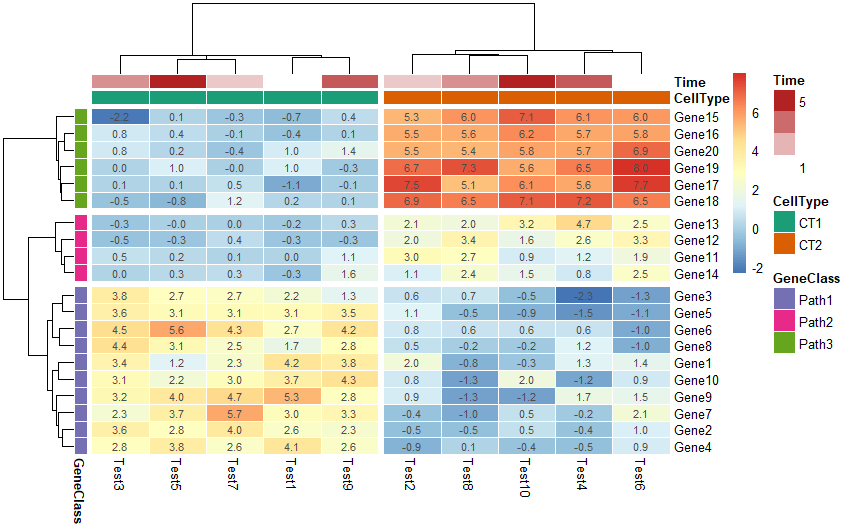 Time
CellType
-2.2 0.1 -0.3 -0.7 0.4 5.3 6.0 7.1 6.1 6.0 Gene15
0.8 0.4 -0.1 -0.4 0.1 5.5 5.6 6.2 5.7 5.8 Gene16
0.8 0.2 -0.4 1.0 1.4 5.5 5.4 5.8 5.7 6.9 Gene20
0.0 1.0 -0.0 1.0 -0.3 6.7 7.3 5.6 6.5 8.0 Gene19
0.1 0.1 0.5 -1.1 -0.1 7.5 5.1 6.1 5.6 7.7 Gene17
-0.5 -0.8 1.2 0.2 0.1 6.9 6.5 7.1 7.2 6.5 Gene18
-0.3 -0.0 0.0 -0.2 0.3 2.1 2.0 3.2 4.7 2.5 Gene13
-0.5 -0.3 0.4 -0.3 -0.3 2.0 3.4 1.6 2.6 3.3 Gene12
0.5 0.2 0.1 0.0 1.1 3.0 2.7 0.9 1.2 1.9 Gene11
0.0 0.3 0.3 -0.3 1.6 1.1 2.4 1.5 0.8 2.5 Gene14
3.8 2.7 2.7 2.2 1.3 0.6 0.7 -0.5 -2.3 -1.3 Gene3
3.6 3.1 3.1 3.1 3.5 1.1 -0.5 -0.9 -1.5 -1.1 Gene5
4.5 5.6 4.3 2.7 4.2 0.8 0.6 0.6 0.6 -1.0 Gene6
4.4 3.1 2.5 1.7 2.8 0.5 -0.2 -0.2 1.2 -1.0 Gene8
3.4 1.2 2.3 4.2 3.8 2.0 -0.8 -0.3 1.3 1.4 Gene1
3.1 2.2 3.0 3.7 4.3 0.8 -1.3 2.0 -1.2 0.9 Gene10
3.2 4.0 4.7 5.3 2.8 0.9 -1.3 -1.2 1.7 1.5 Gene9
2.3 3.7 5.7 3.0 3.3 -0.4 -1.0 0.5 -0.2 2.1 Gene7
3.6 2.8 4.0 2.6 2.3 -0.5 -0.5 0.5 -0.4 1.0 Gene2
2.8 3.8 2.6 4.1 2.6 -0.9 0.1 -0.4 -0.5 0.9 Gene4
GeneClass Test3 Test5 Test7 Test1 Test9 Test2 Test8 Test10 Test4 Test6
6
4
2
0
-2
Time
5
1
CellType
CT1
CT2
GeneClass
Path1
Path2
Path3